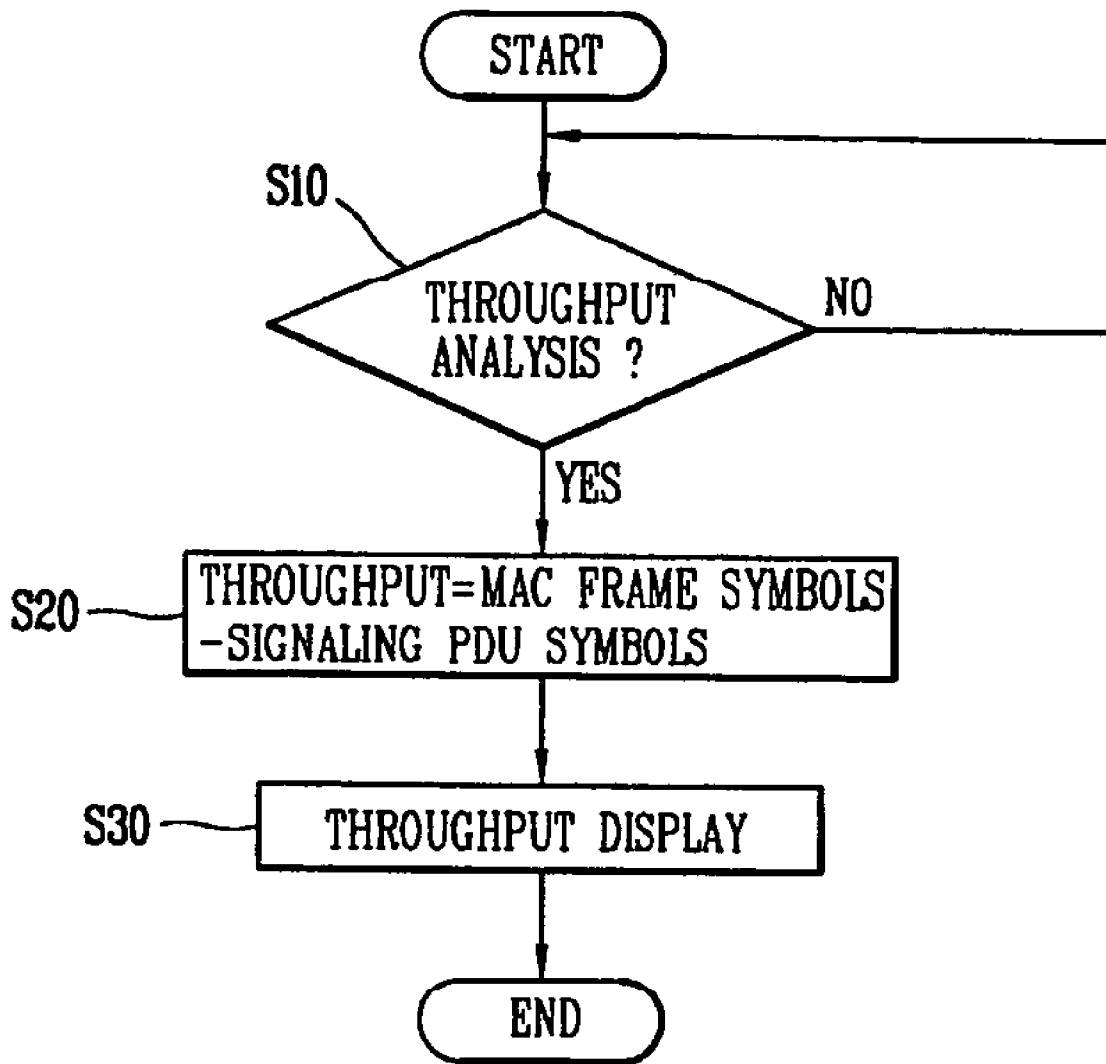 START
S10
THROUGHPUT
ANALYSIS ?
NO
YES
S20
THROUGHPUT=MAC FRAME SYMBOLS
-SIGNALING PDU SYMBOLS
S30
THROUGHPUT DISPLAY
END